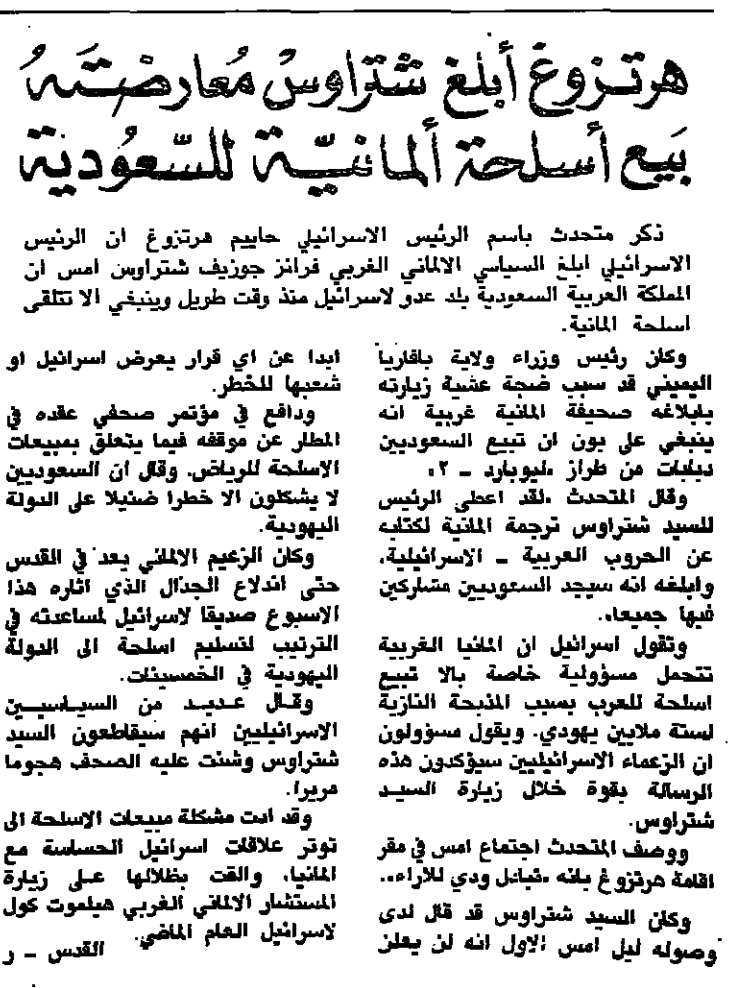 هرتزوغ أبلغ شتراوس مُعارضتَهُ
بَيع أسلحة ألمانيّة للسّعُودية
ذكر متحدث باسم الرئيس الاسرائيلي حاييم هرتزوغ ان الرئيس
الاسرائيلي ابلغ السياسي الالماني الغربي فرانز جوزيف شتراوس امس ان
المملكة العربية السعودية بلد عدو لاسرائيل منذ وقت طويل وينبغي الا تتلقى
اسلحة المانية.
وكان رئيس وزراء ولاية بافاريا
اليميني قد سبب ضجة عشية زيارته
بابلاغه صحيفة المانية غربية انه
ينبغي على بون ان تبيع السعوديين
دبابات من طراز «ليوبارد ــ ٢»
وقال المتحدث «لقد اعطى الرئيس
للسيد شتراوس ترجمة المانية لكتاب
عن الحروب العربية ــ الاسرائيلية،
وابلغه انه سيجد السعوديين مشاركين
فيها جميعا».
وتقول اسرائيل ان المانيا الغربية
تتحمل مسؤولية خاصة بالا تبيع
اسلحة للعرب بسبب المذبحة النازية
لستة ملايين يهودي. ويقول مسؤولون
ان الزعماء الاسرائيليين سيؤكدون هذه
الرسالة بقوة خلال زيارة السيد
شتراوس.
ووصف المتحدث اجتماع امس في مقر
اقامة هرتزوغ بانه «تبادل ودي للاراء».
وكان السيد شتراوس قد قال لدى
وصوله ليل امس الاول انه لن يعلن
ابدا عن اي قرار يعرض اسرائيل او
شعبها للخطر.
ودافع في مؤتمر صحفي عقده في
المطار عن موقفه فيما يتعلق بمبيعات
الاسلحة للرياض. وقال ان السعوديين
لا يشكلون الا خطرا ضئيلا على الدولة
اليهودية.
وكان الزعيم الالماني يعد في القدس
حتى اندلاع الجدال الذي اثاره هذا
الاسبوع صديقا لاسرائيل لمساعدته في
الترتيب لتسليم اسلحة الى الدولة
اليهودية في الخمسينات.
وقال عديد من السياسيين
الاسرائيليين انهم سيقاطعون السيد
شتراوس وشنت عليه الصحف هجوما
مريرا.
وقد ادت مشكلة مبيعات الاسلحة الى
توتر علاقات اسرائيل الحساسة مع
المانيا، والقت بظلالها على زيارة
المستشار الالماني الغربي هيلموت كول
لاسرائيل العام الماضي.
القدس ــ ر